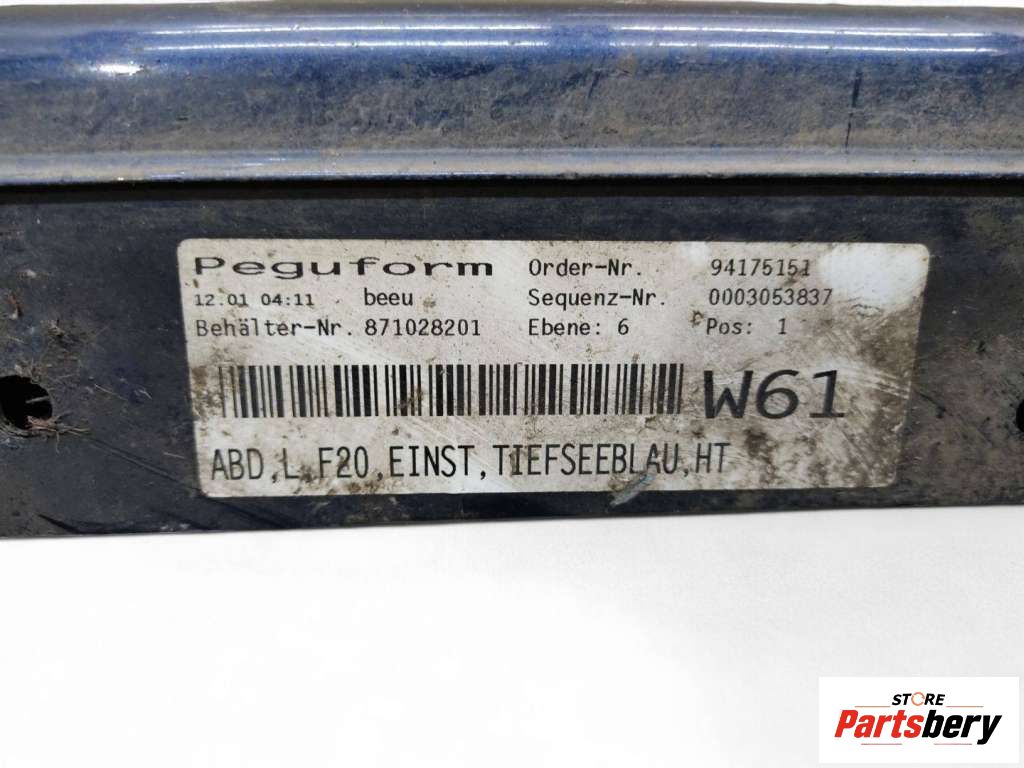 Peguform Order-Nr. 94175151
12.01 04:11 beeu Sequenz-Nr. 0003053837
Behälter-Nr. 871028201 Ebene: 6 Pos: 1
W61
ABD,L,F20,EINST,TIEFSEEBLAU,HT
STORE
Partsbery